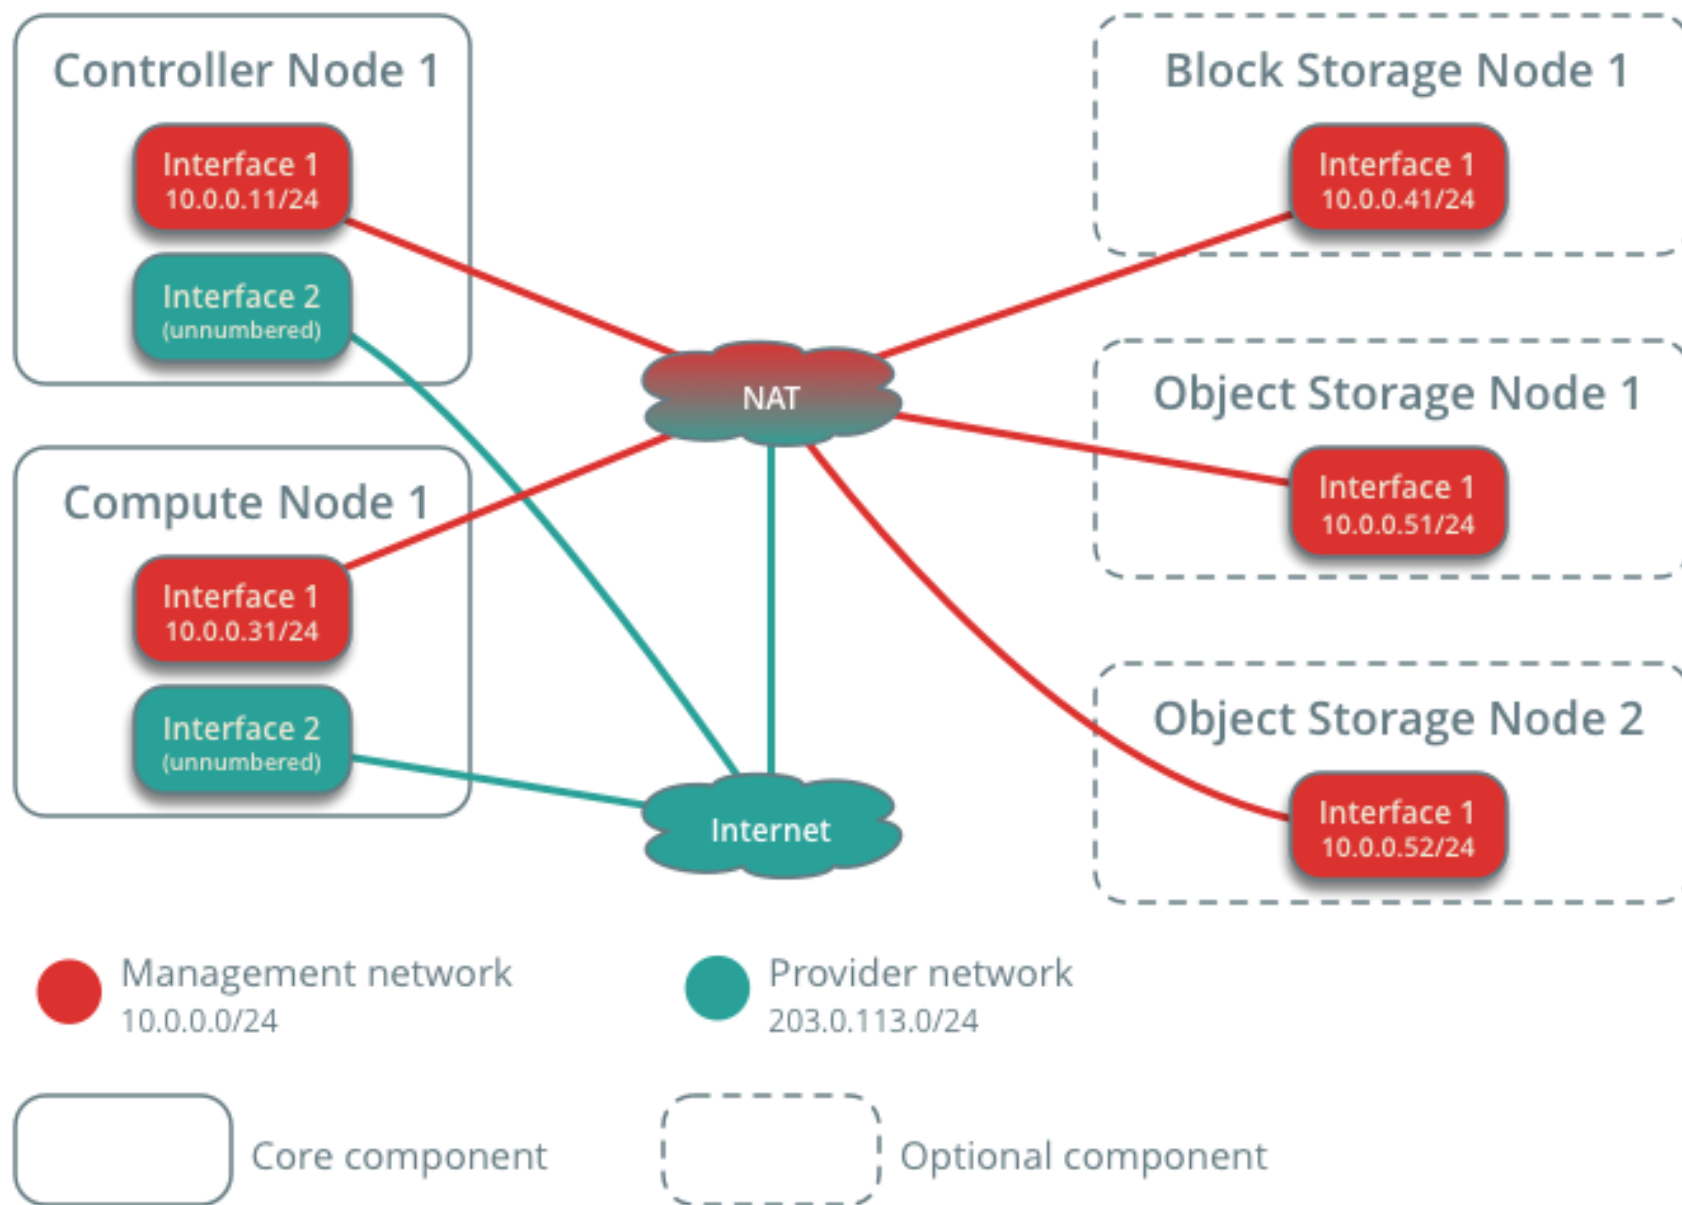 Controller Node 1
Interface 1
10.0.0.11/24
Interface 2
(unnumbered)
Compute Node 1
Interface 1
10.0.0.31/24
Interface 2
(unnumbered)
NAT
Internet
Block Storage Node 1
Interface 1
10.0.0.41/24
Object Storage Node 1
Interface 1
10.0.0.51/24
Object Storage Node 2
Interface 1
10.0.0.52/24
Management network
10.0.0.0/24
Provider network
203.0.113.0/24
Core component
Optional component